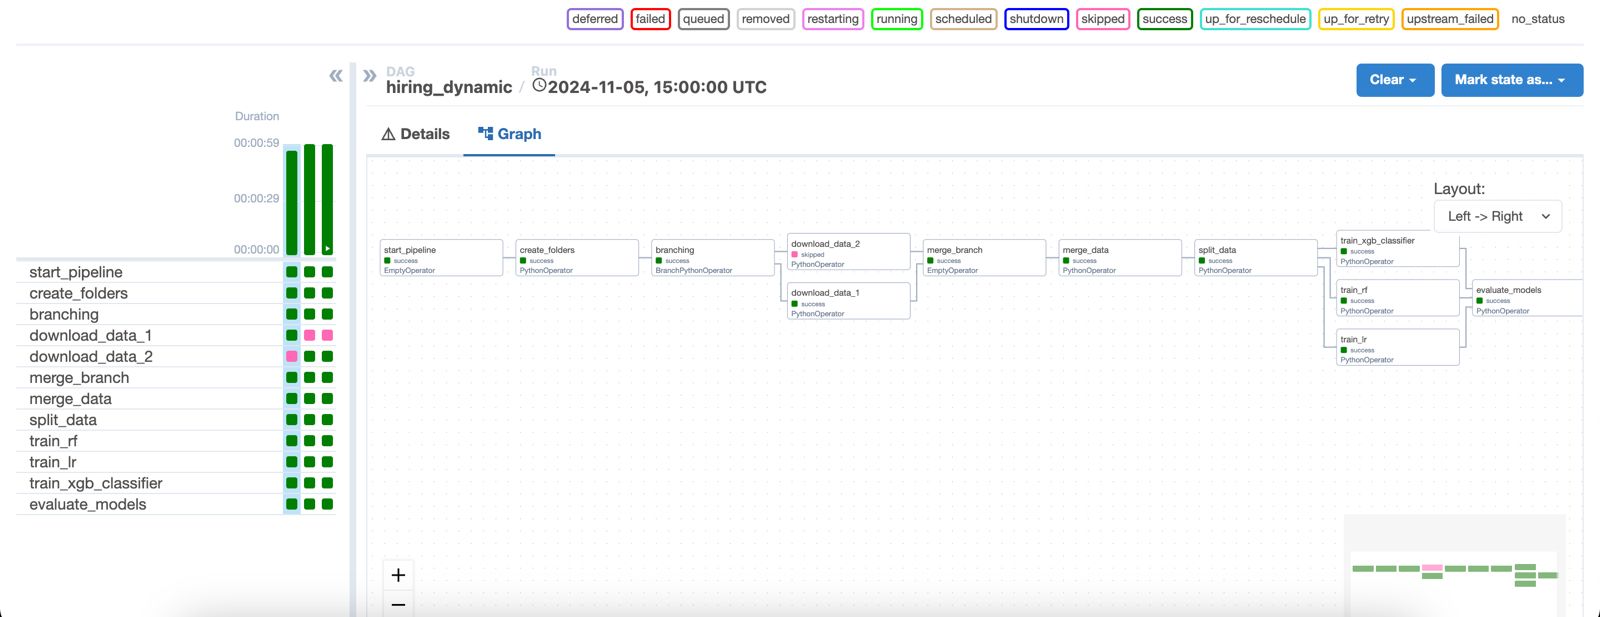 deferred failed queued removed restarting running scheduled shutdown skipped success up_for_reschedule up_for_retry upstream_failed no_status
DAG
hiring_dynamic
/
Run
2024-11-05, 15:00:00 UTC
Clear
Mark state as...
Details
Graph
Duration
00:00:59
00:00:29
00:00:00
start_pipeline
create_folders
branching
download_data_1
download_data_2
merge_branch
merge_data
split_data
train_rf
train_lr
train_xgb_classifier
evaluate_models
Layout:
Left -> Right
start_pipeline
success
EmptyOperator
create_folders
success
PythonOperator
branching
success
BranchPythonOperator
download_data_2
skipped
PythonOperator
download_data_1
success
PythonOperator
merge_branch
success
EmptyOperator
merge_data
success
PythonOperator
split_data
success
PythonOperator
train_xgb_classifier
success
PythonOperator
train_rf
success
PythonOperator
train_lr
success
PythonOperator
evaluate_models
success
PythonOperator